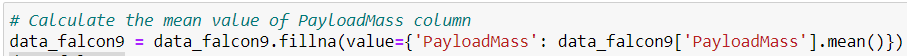 # Calculate the mean value of PayloadMass column
data_falcon9 = data_falcon9.fillna(value={'PayloadMass': data_falcon9['PayloadMass'].mean()})